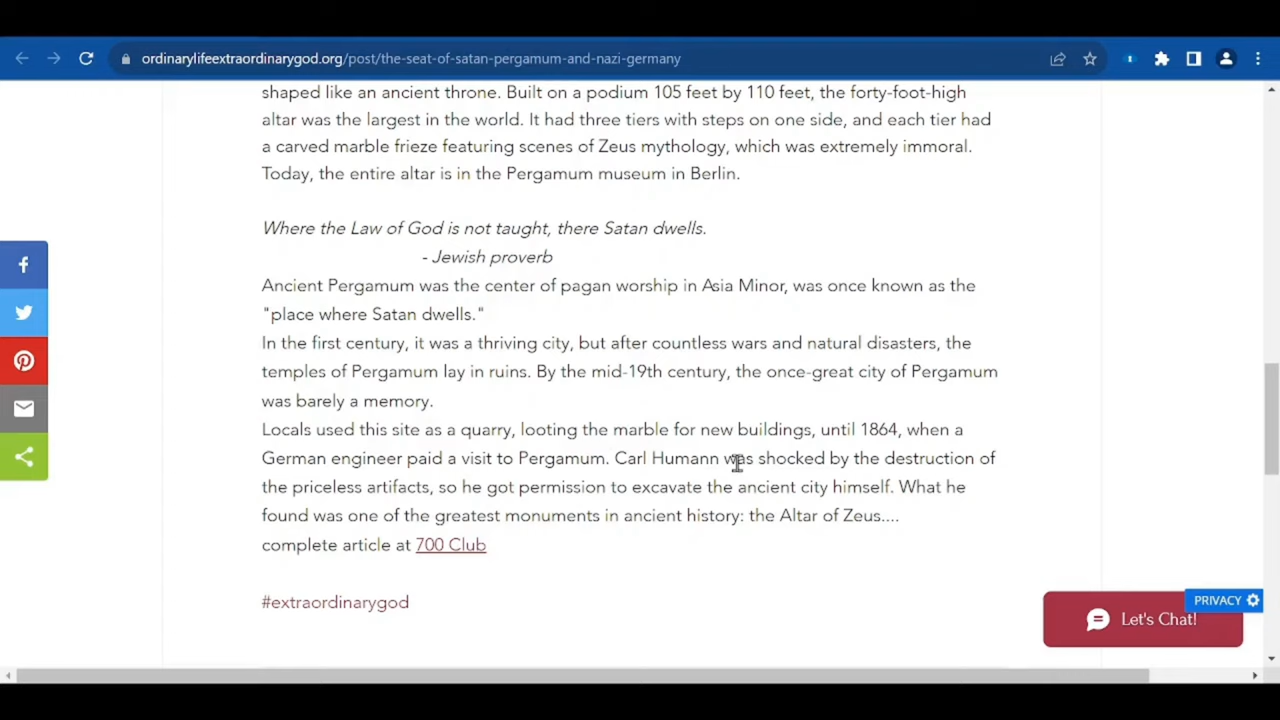 ordinarylifeextraordinarygod.org/post/the-seat-of-satan-pergamum-and-nazi-germany
shaped like an ancient throne. Built on a podium 105 feet by 110 feet, the forty-foot-high
altar was the largest in the world. It had three tiers with steps on one side, and each tier had
a carved marble frieze featuring scenes of Zeus mythology, which was extremely immoral.
Today, the entire altar is in the Pergamum museum in Berlin.
Where the Law of God is not taught, there Satan dwells.
- Jewish proverb
Ancient Pergamum was the center of pagan worship in Asia Minor, was once known as the
"place where Satan dwells."
In the first century, it was a thriving city, but after countless wars and natural disasters, the
temples of Pergamum lay in ruins. By the mid-19th century, the once-great city of Pergamum
was barely a memory.
Locals used this site as a quarry, looting the marble for new buildings, until 1864, when a
German engineer paid a visit to Pergamum. Carl Humann was shocked by the destruction of
the priceless artifacts, so he got permission to excavate the ancient city himself. What he
found was one of the greatest monuments in ancient history: the Altar of Zeus....
complete article at 700 Club
#extraordinarygod
PRIVACY
Let's Chat!